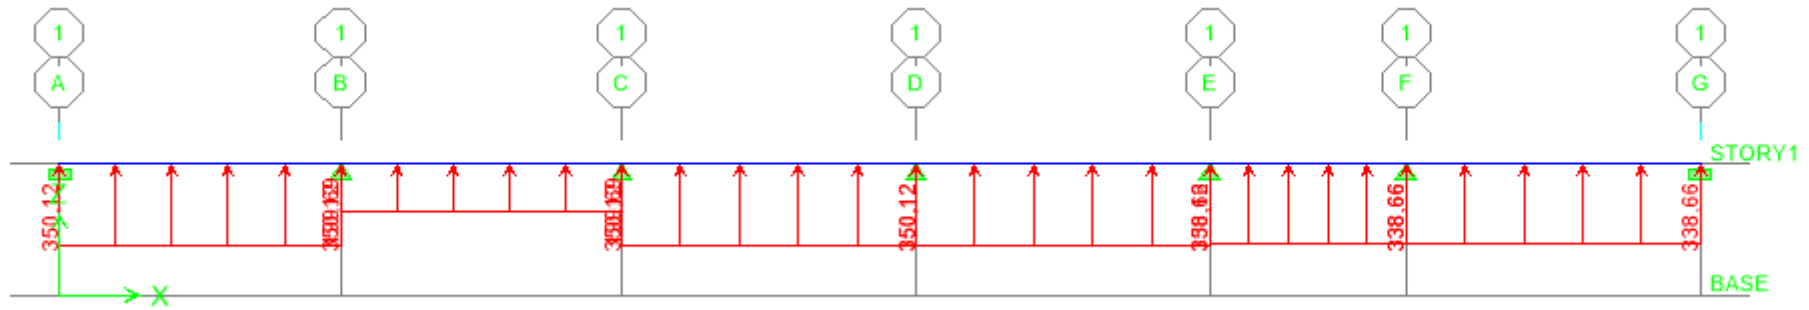 1 1 1 1 1 1 1
A B C D E F G
STORY1
350.12 350.12 338.66 338.66
X
BASE